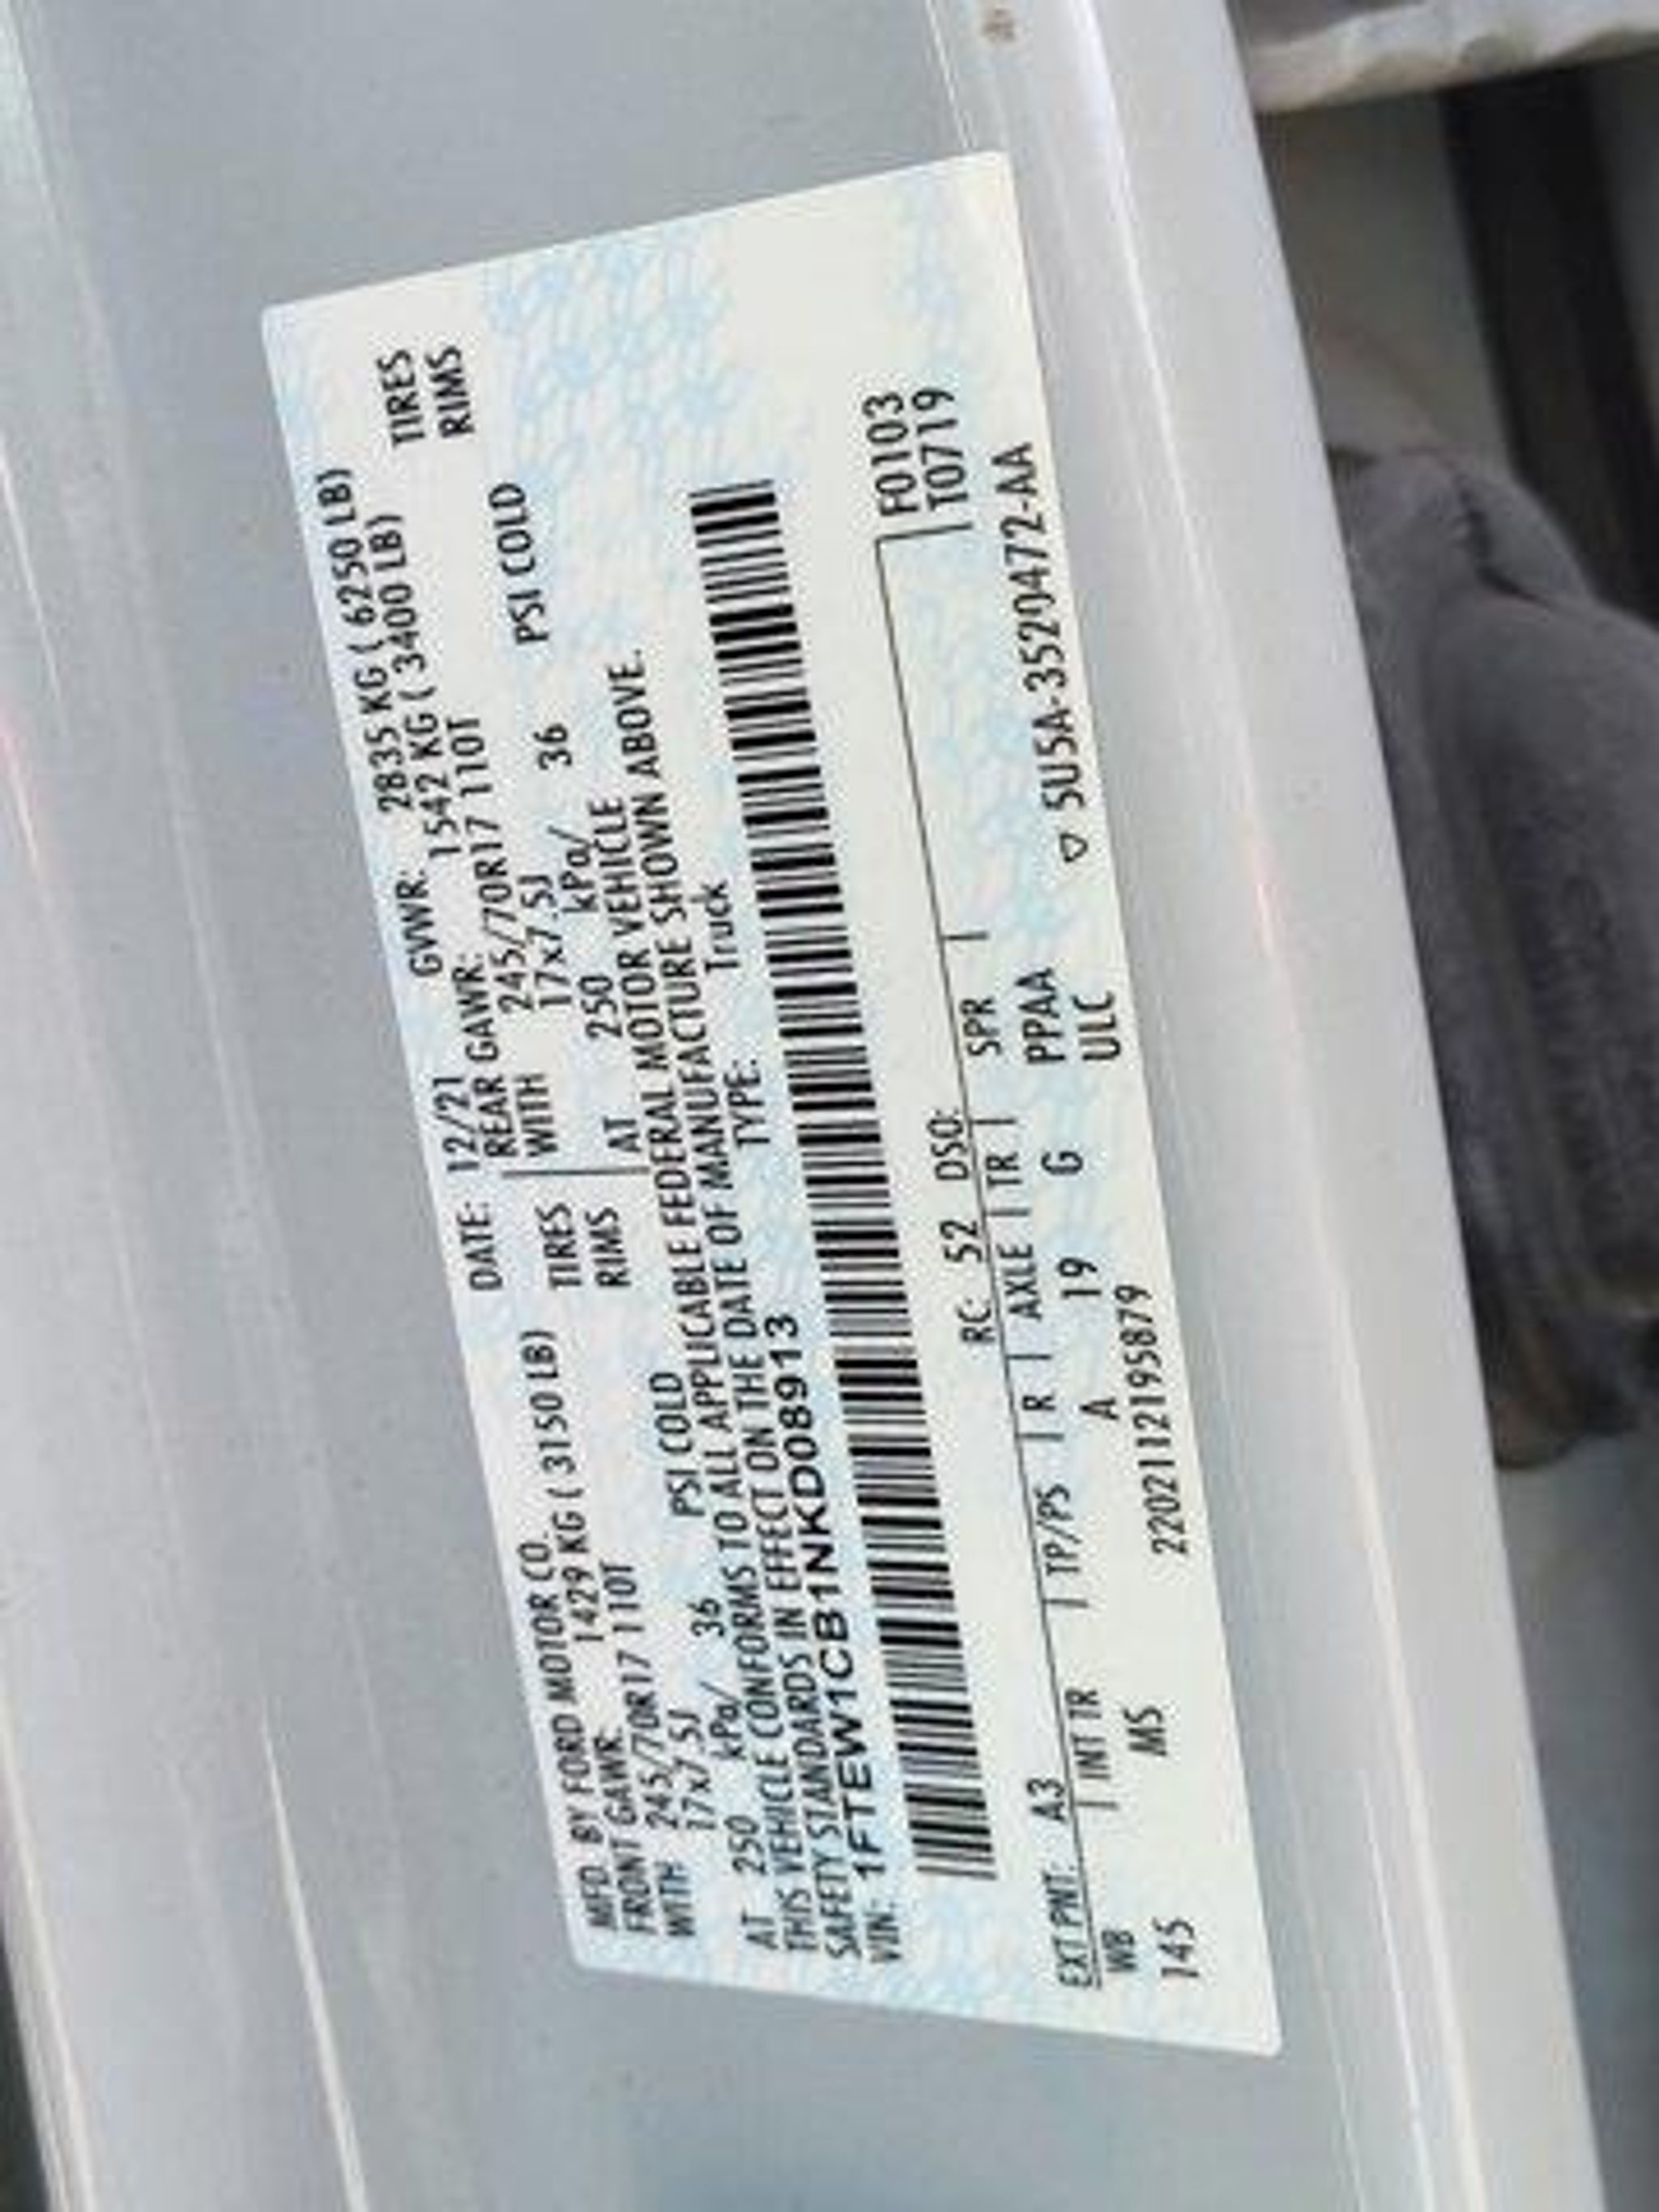 MFD. BY FORD MOTOR CO.
DATE: 12/21 GVWR: 2835 KG ( 6250 LB)
FRONT GAWR: 1429 KG ( 3150 LB) REAR GAWR: 1542 KG ( 3400 LB)
WITH 245/70R17 110T TIRES WITH 245/70R17 110T TIRES
17x7.5J RIMS 17x7.5J RIMS
AT 250 kPa/ 36 PSI COLD AT 250 kPa/ 36 PSI COLD
THIS VEHICLE CONFORMS TO ALL APPLICABLE FEDERAL MOTOR VEHICLE
SAFETY STANDARDS IN EFFECT ON THE DATE OF MANUFACTURE SHOWN ABOVE.
VIN: 1FTEW1CB1NKD08913 TYPE: Truck
EXT PNT: A3 RC: 52 DSO: F0103
WB | INT TR | TP/PS | R | AXLE | TR | SPR | T0719
145 MS A 19 G PPAA ▽ 5U5A-3520472-AA
ULC
2202112195879